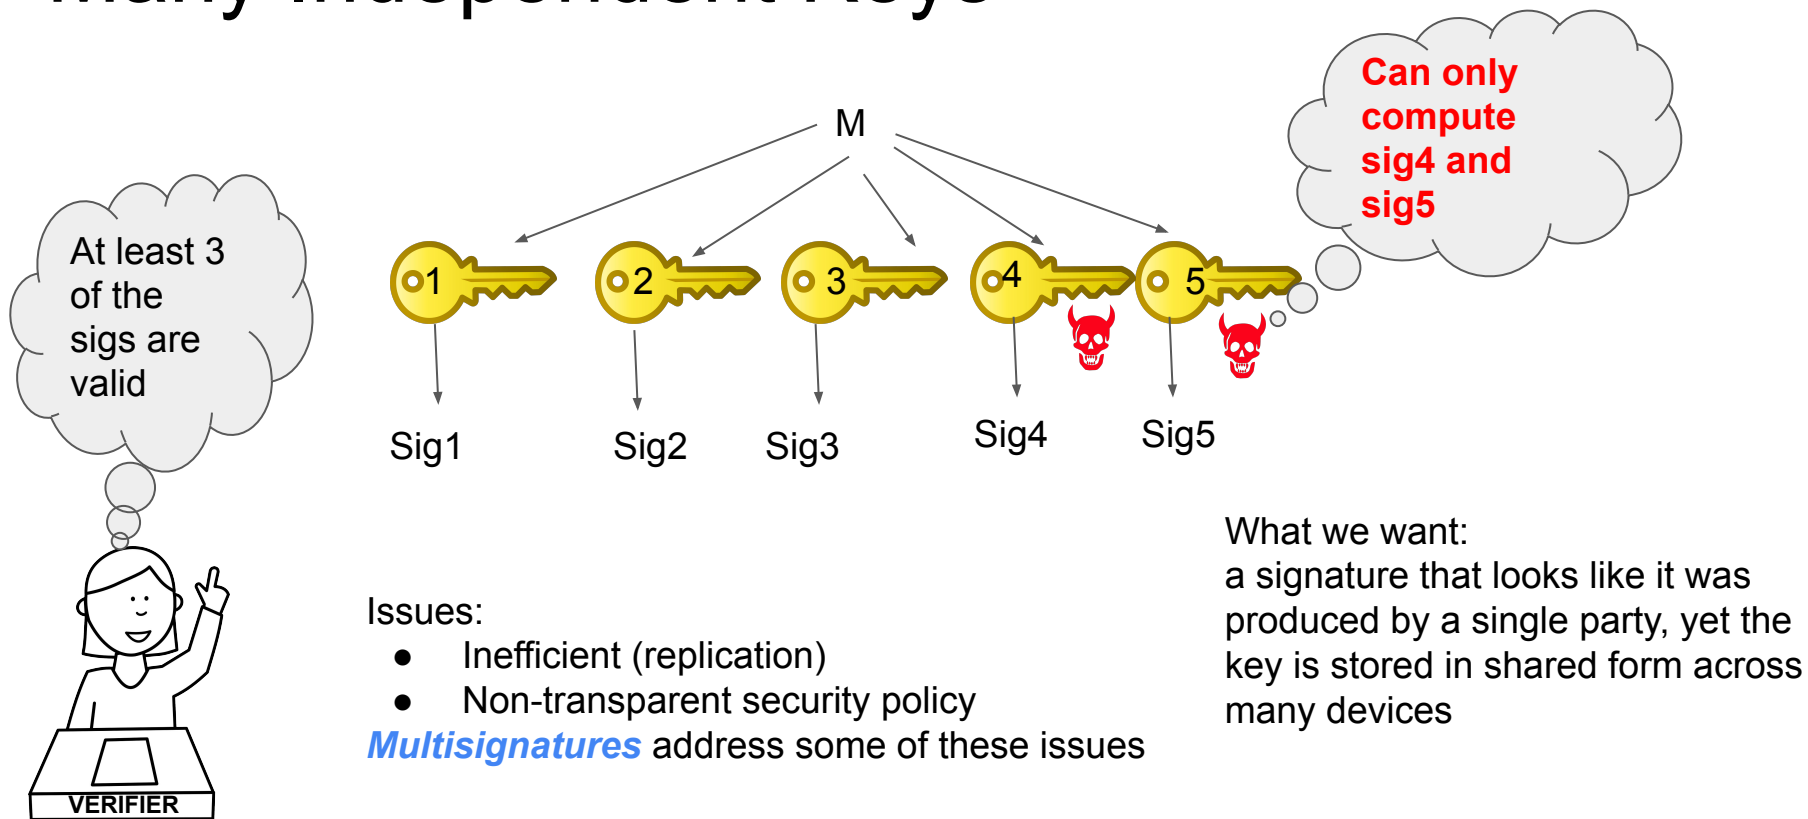 Many Independent Keys
M
Can only
compute
sig4 and
sig5
At least 3
of the
sigs are
valid
1
2
3
4
5
Sig1
Sig2
Sig3
Sig4
Sig5
What we want:
a signature that looks like it was
produced by a single party, yet the
key is stored in shared form across
many devices
Issues:
● Inefficient (replication)
● Non-transparent security policy
Multisignatures address some of these issues
VERIFIER